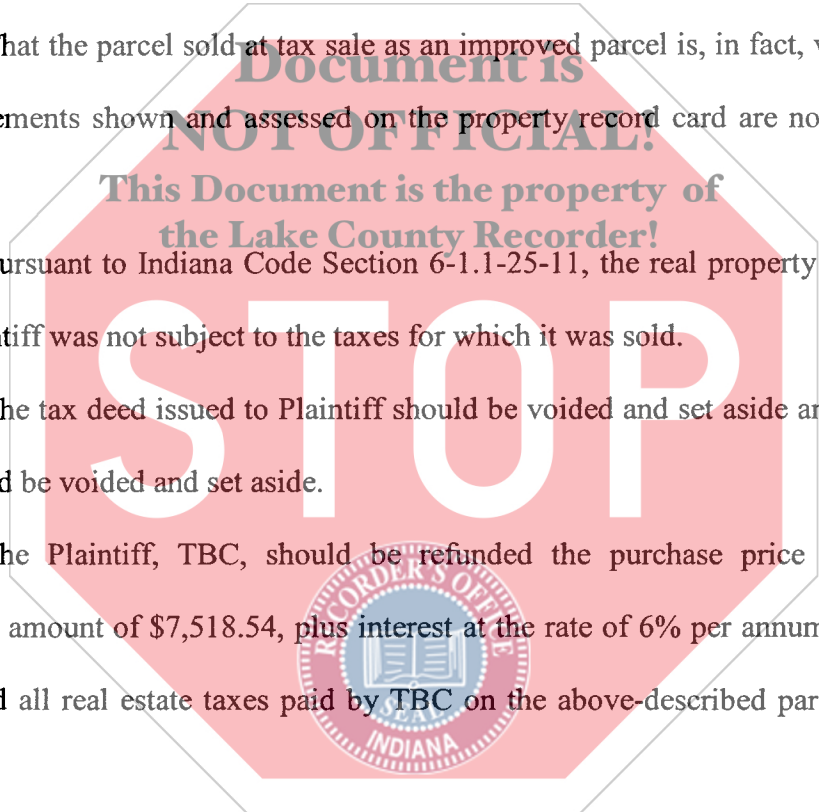 hat the parcel sold at tax sale as an improved parcel is, in fact, v
Document is
ements shown and assessed on the property record card are no
NOT OFFICIAL!
This Document is the property of
the Lake County Recorder!
ursuant to Indiana Code Section 6-1.1-25-11, the real property
ntiff was not subject to the taxes for which it was sold.
STOP
he tax deed issued to Plaintiff should be voided and set aside an
d be voided and set aside.
he Plaintiff, TBC, should be refunded the purchase price
RECORDER'S OFFICE
amount of $7,518.54, plus interest at the rate of 6% per annum
d all real estate taxes paid by TBC on the above-described par
SEAL
INDIANA